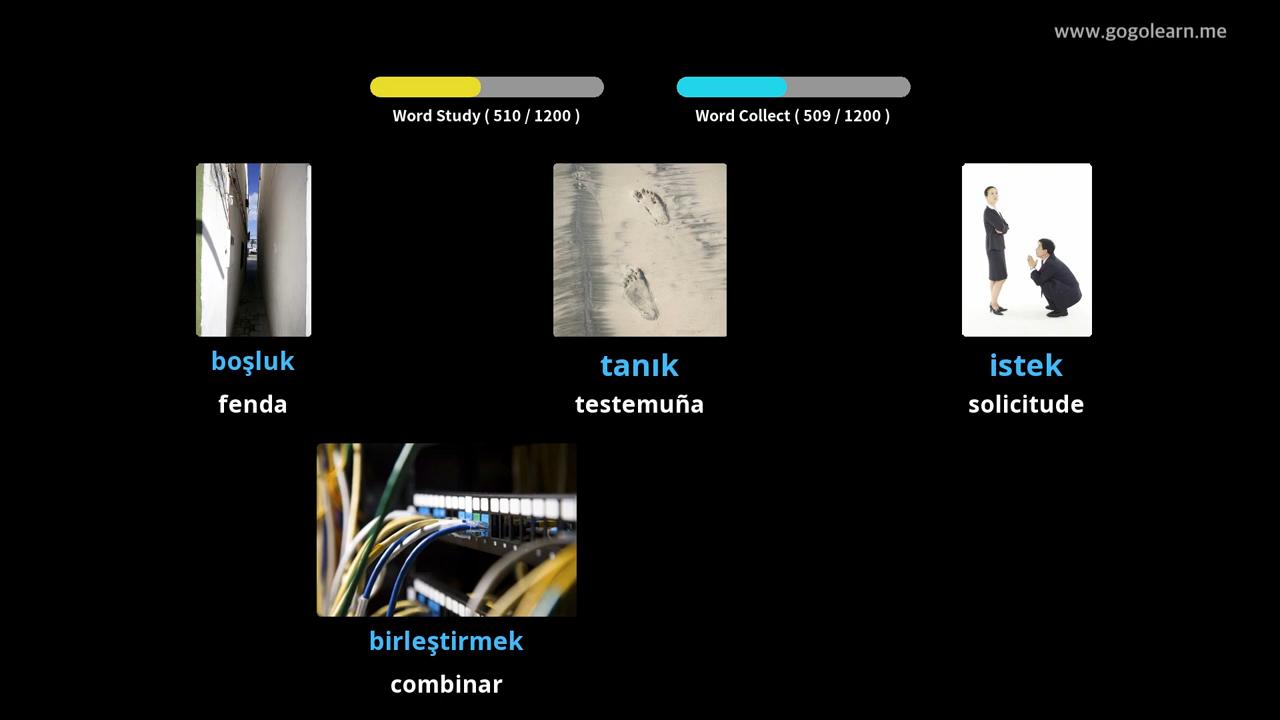 www.gogolearn.me
Word Study ( 510 / 1200 )
Word Collect ( 509 / 1200 )
boşluk
fenda
tanık
testemuña
istek
solicitude
birleştirmek
combinar